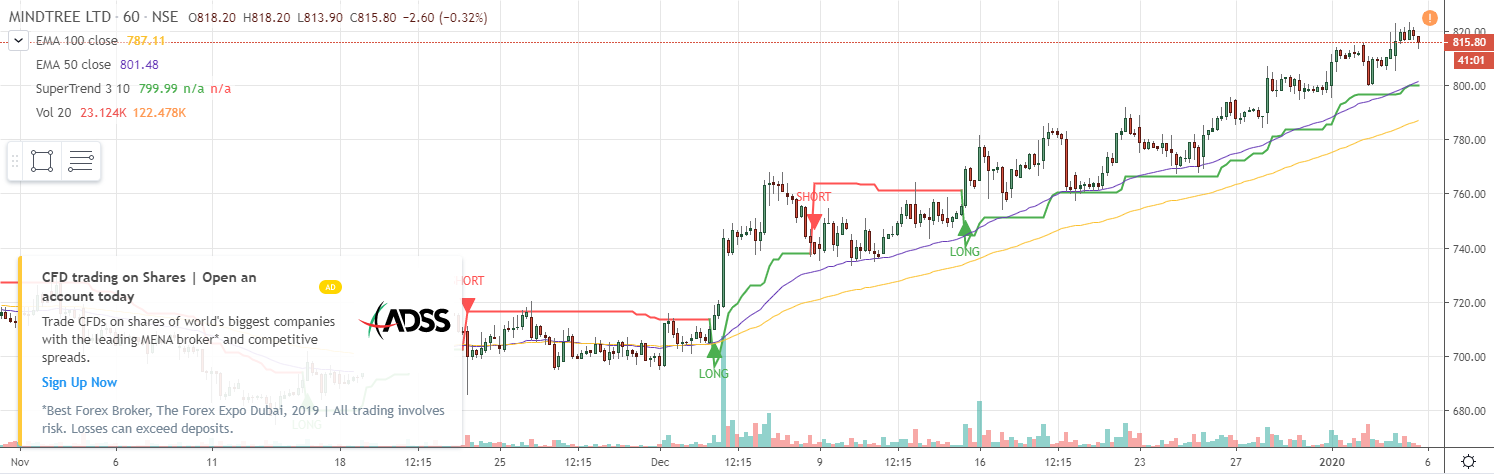 MINDTREE LTD · 60 · NSE O818.20 H818.20 L813.90 C815.80 −2.60 (−0.32%)
EMA 100 close 787.11
EMA 50 close 801.48
SuperTrend 3 10 799.99 n/a n/a
Vol 20 23.124K 122.478K
!
820.00
815.80
41:01
800.00
780.00
760.00
740.00
720.00
700.00
680.00
SHORT
LONG
ORT
LONG
LONG
CFD trading on Shares | Open an
account today
AD
Trade CFDs on shares of world's biggest companies
with the leading MENA broker* and competitive
spreads.
Sign Up Now
*Best Forex Broker, The Forex Expo Dubai, 2019 | All trading involves
risk. Losses can exceed deposits.
ADSS
Nov 6 11 18 12:15 25 12:15 Dec 12:15 9 12:15 16 12:15 23 27 2020 6